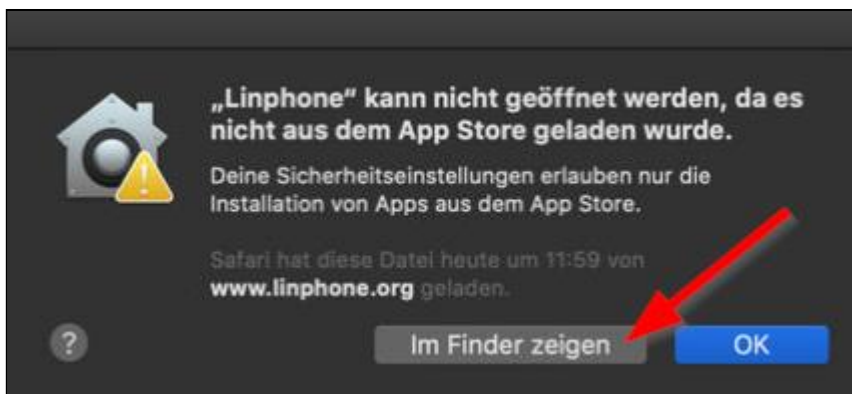 „Linphone“ kann nicht geöffnet werden, da es
nicht aus dem App Store geladen wurde.
Deine Sicherheitseinstellungen erlauben nur die
Installation von Apps aus dem App Store.
Safari hat diese Datei heute um 11:59 von
www.linphone.org geladen.
?
Im Finder zeigen
OK